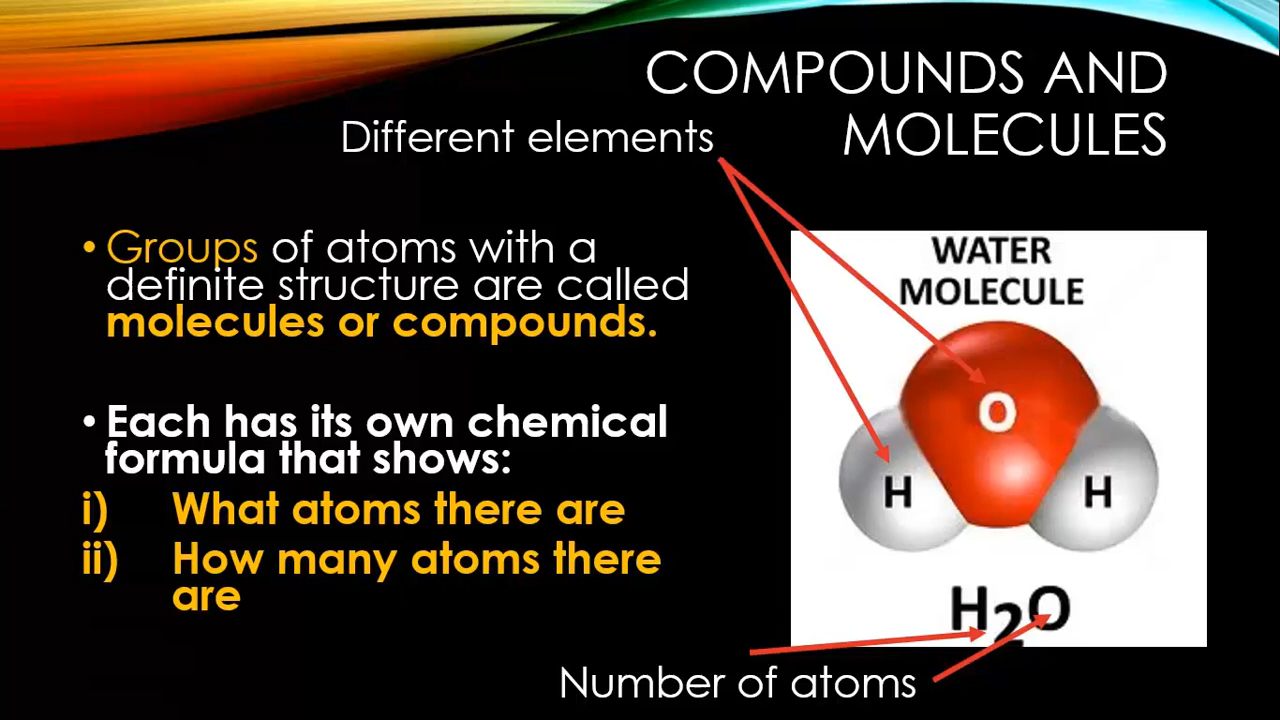 COMPOUNDS AND
MOLECULES
Different elements
• Groups of atoms with a
definite structure are called
molecules or compounds.
• Each has its own chemical
formula that shows:
i) What atoms there are
ii) How many atoms there
are
WATER
MOLECULE
O
H H
H₂O
Number of atoms